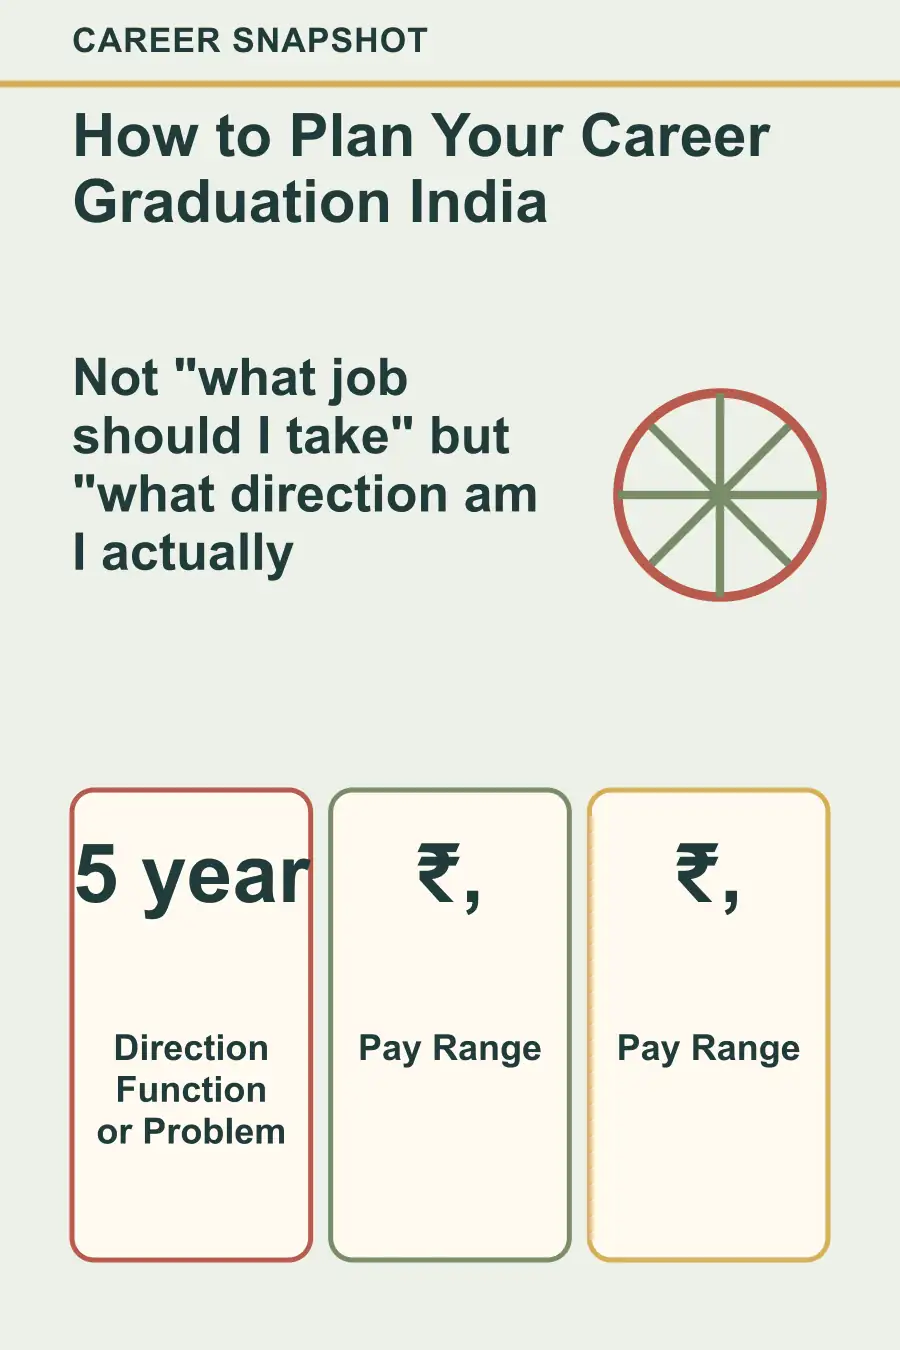 CAREER SNAPSHOT
How to Plan Your Career
Graduation India
Not "what job
should I take" but
"what direction am
I actually
5 year
Direction
Function
or Problem
₹,
Pay Range
₹,
Pay Range